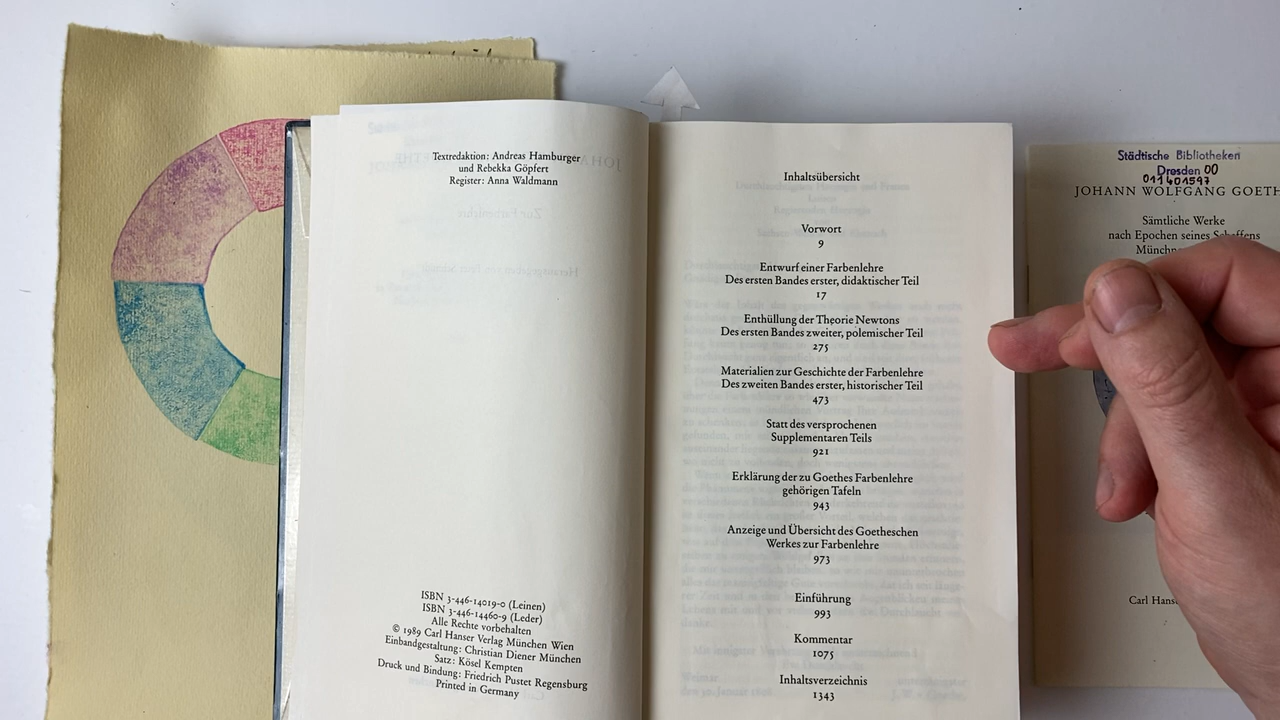 Textredaktion: Andreas Hamburger
und Rebekka Göpfert
Register: Anna Waldmann
ISBN 3-446-14019-0 (Leinen)
ISBN 3-446-14460-9 (Leder)
Alle Rechte vorbehalten
© 1989 Carl Hanser Verlag München Wien
Einbandgestaltung: Christian Diener München
Satz: Kösel Kempten
Druck und Bindung: Friedrich Pustet Regensburg
Printed in Germany
Inhaltsübersicht
Vorwort
9
Entwurf einer Farbenlehre
Des ersten Bandes erster, didaktischer Teil
17
Enthüllung der Theorie Newtons
Des ersten Bandes zweiter, polemischer Teil
275
Materialien zur Geschichte der Farbenlehre
Des zweiten Bandes erster, historischer Teil
473
Statt des versprochenen
Supplementaren Teils
921
Erklärung der zu Goethes Farbenlehre
gehörigen Tafeln
943
Anzeige und Übersicht des Goetheschen
Werkes zur Farbenlehre
973
Einführung
993
Kommentar
1075
Inhaltsverzeichnis
1343
Städtische Bibliotheken
Dresden 00
011401597
JOHANN WOLFGANG GOETH
Sämtliche Werke
nach Epochen seines Schaffens
Münch
Carl Hans